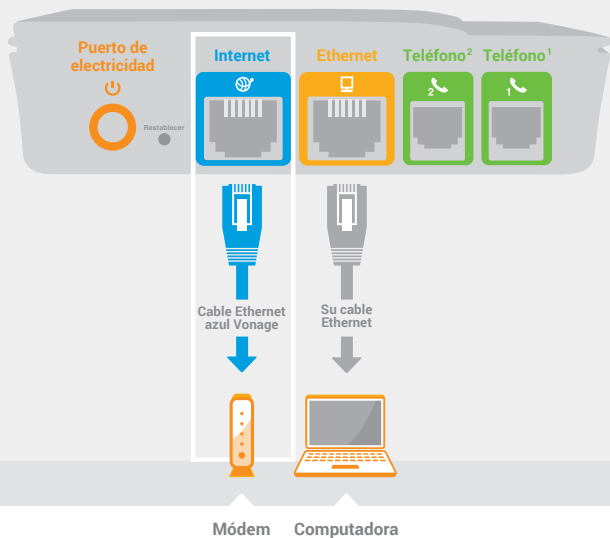 Puerto de
electricidad
Restablecer
Internet
Ethernet
Teléfono²
2
Teléfono¹
1
Cable Ethernet
azul Vonage
Su cable
Ethernet
Módem
Computadora